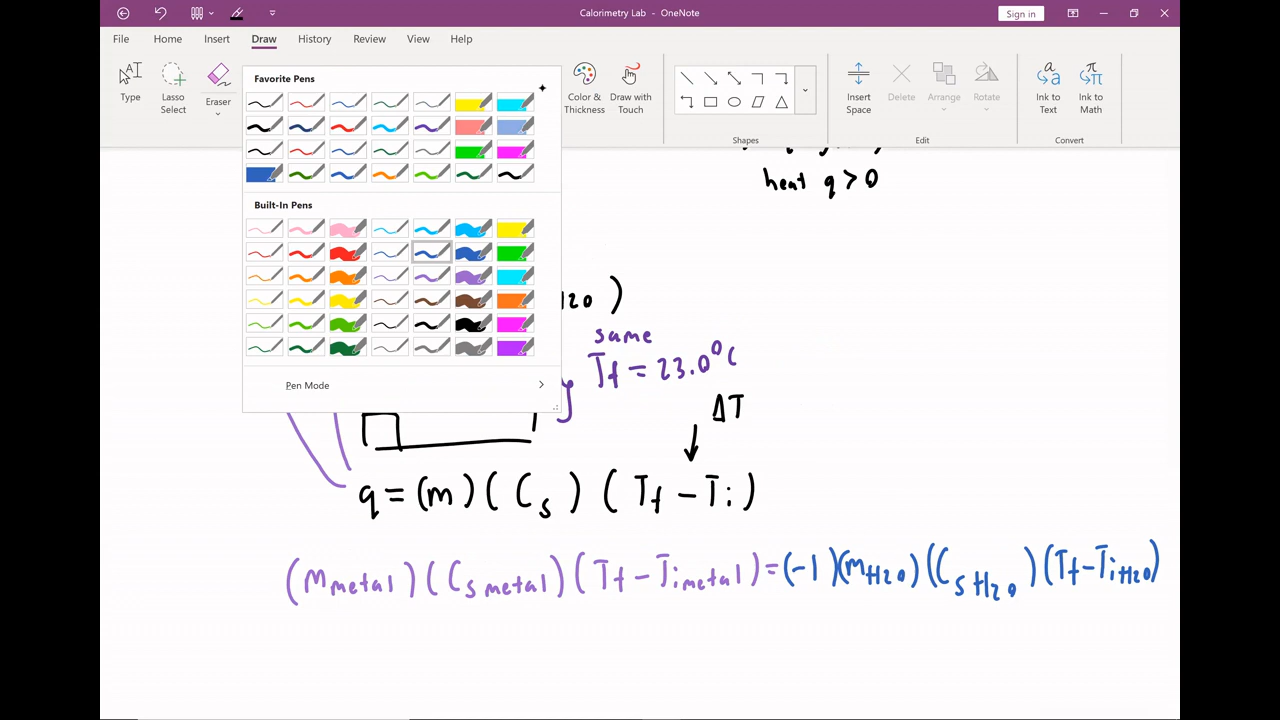 Calorimetry Lab - OneNote
Sign in
File Home Insert Draw History Review View Help
Type
Lasso Select
Eraser
Color & Thickness
Draw with Touch
Shapes
Insert Space
Delete
Arrange
Rotate
Edit
Ink to Text
Ink to Math
Convert
Favorite Pens
Built-In Pens
Pen Mode
heat q > 0
H2O )
same
Tf = 23.0°C
ΔT
q = (m) (Cs) (Tf - Ti)
(mmetal) (Cs metal) (Tf - Ti metal) = (-1)(mH2O) (Cs H2O) (Tf - Ti H2O)